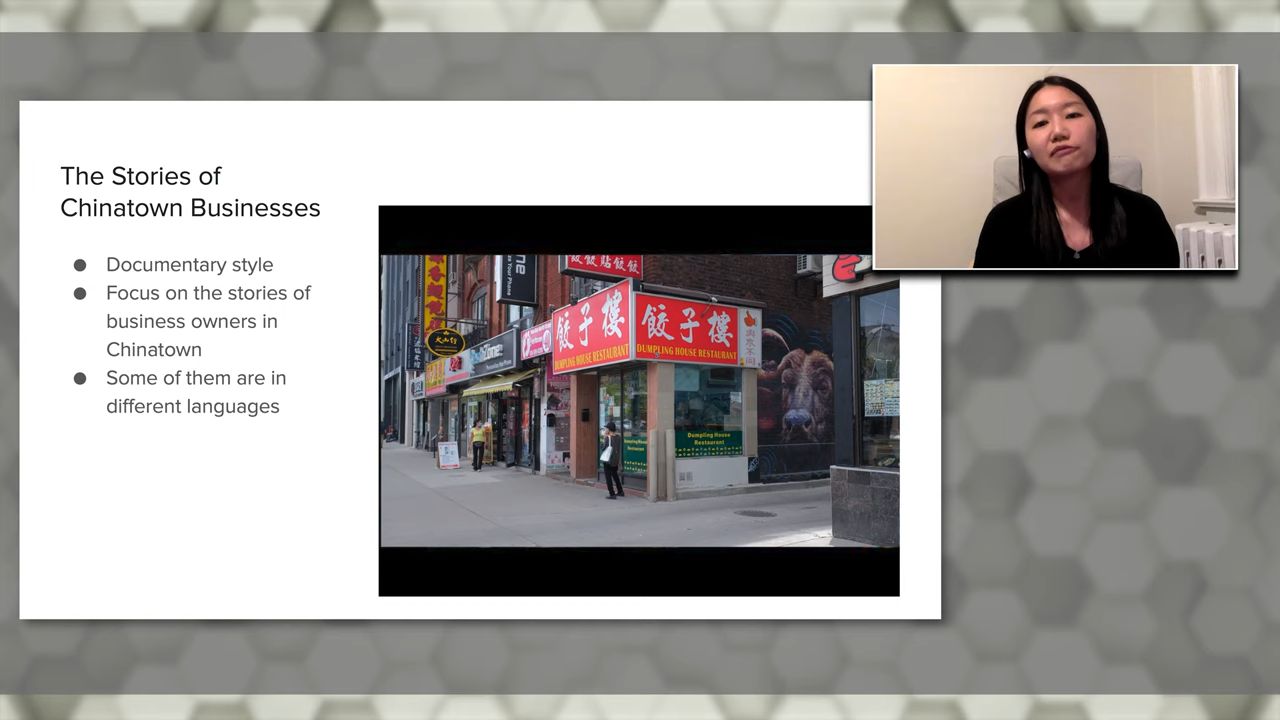 The Stories of
Chinatown Businesses
● Documentary style
● Focus on the stories of
business owners in
Chinatown
● Some of them are in
different languages
餃子樓
DUMPLING HOUSE RESTAURANT
餃子樓
DUMPLING HOUSE RESTAURANT
Dumpling House
Restaurant